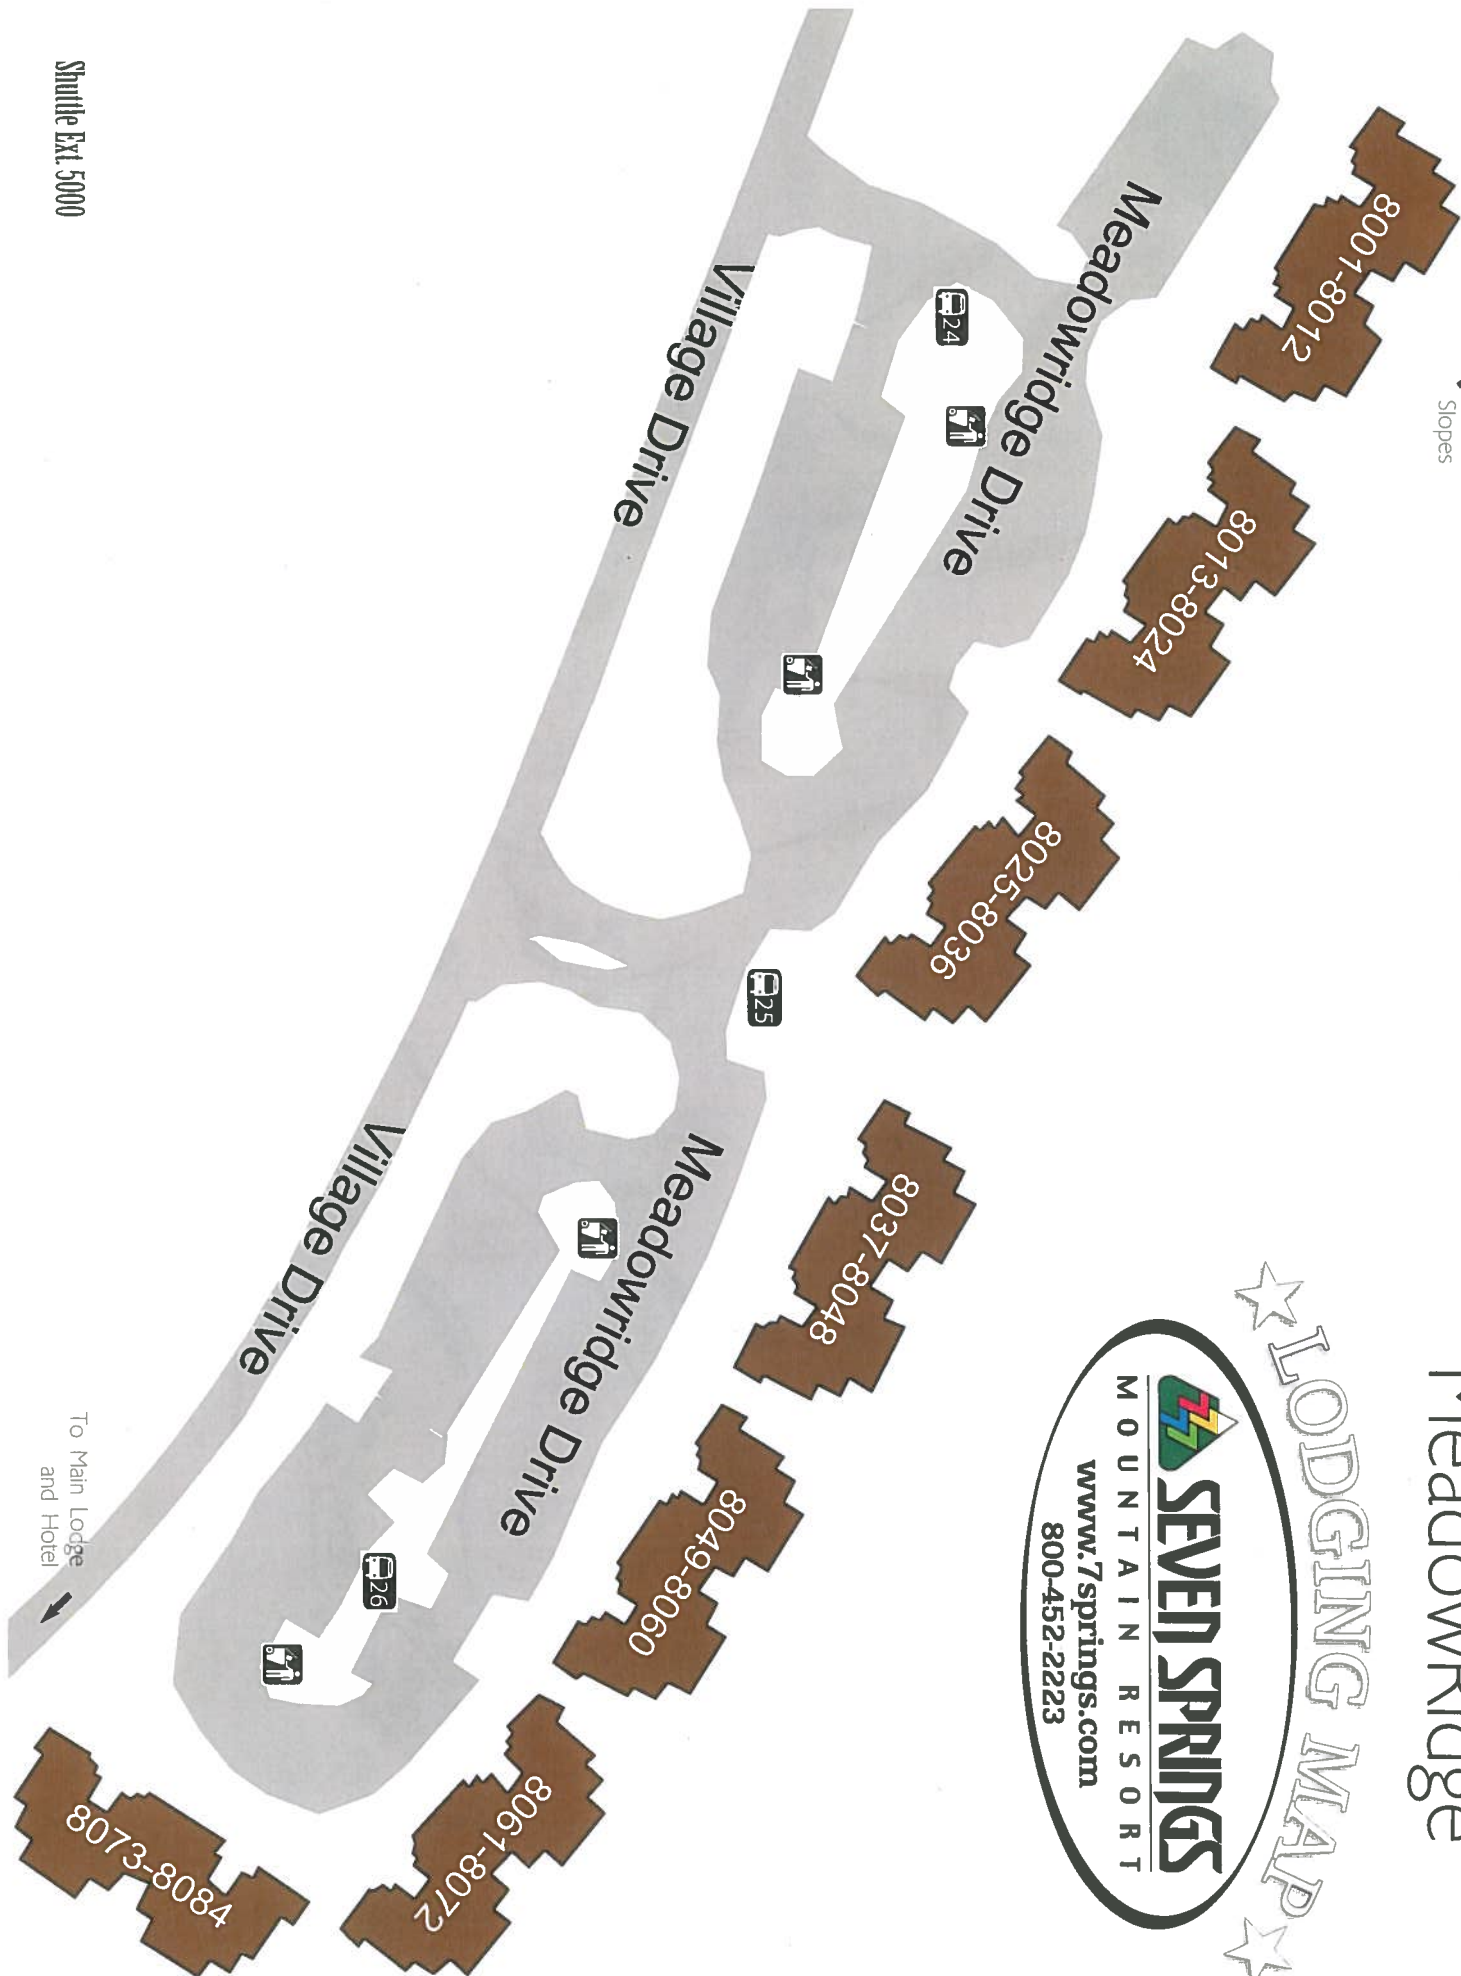 MeadowRidge
LODGING MAP
SEVEN SPRINGS
MOUNTAIN RESORT
www.7springs.com
800-452-2223
Slopes
8001-8012
8013-8024
8025-8036
8037-8048
8049-8060
8061-8072
8073-8084
Meadowridge Drive
24
Village Drive
25
Meadowridge Drive
Village Drive
26
To Main Lodge
and Hotel
Shuttle Ext. 5000